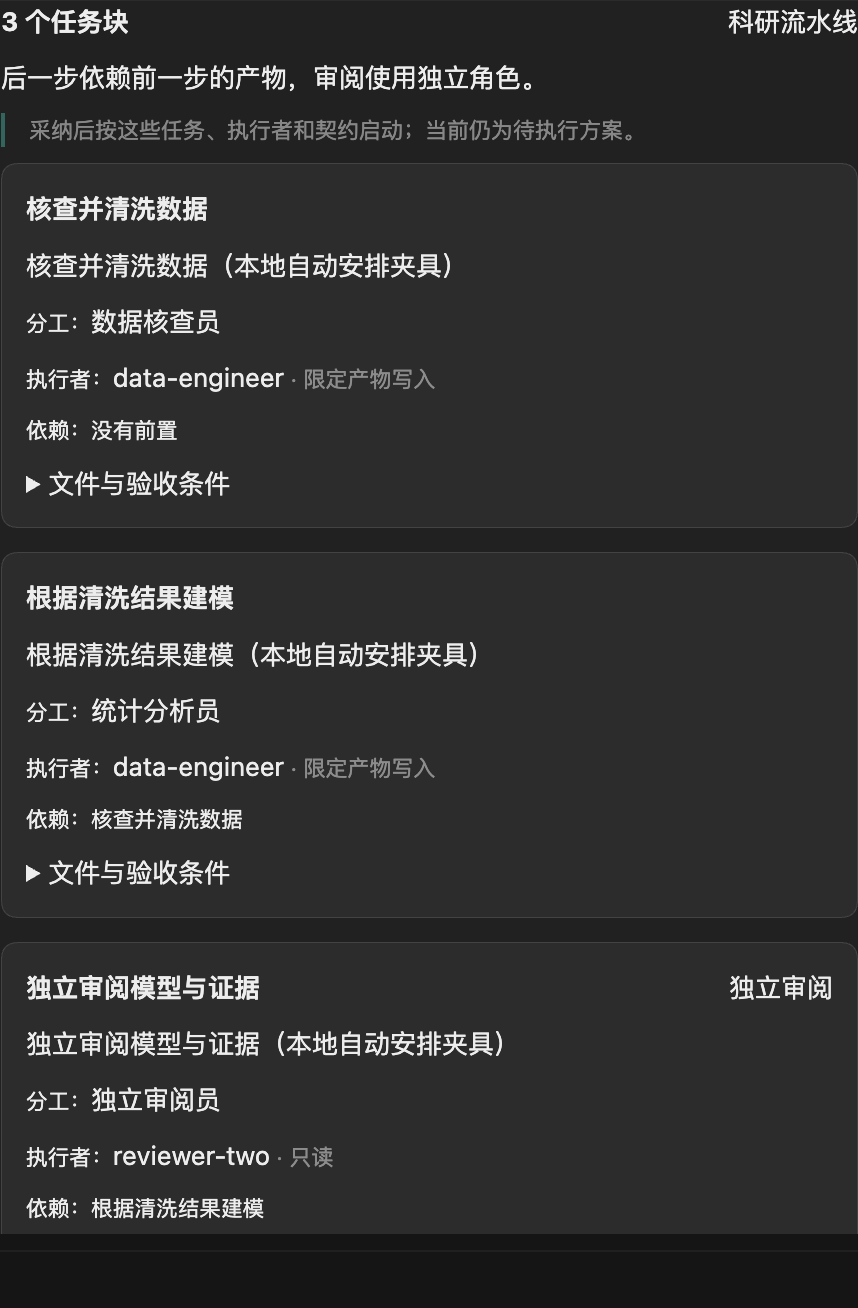 3 个任务块
科研流水线
后一步依赖前一步的产物，审阅使用独立角色。
采纳后按这些任务、执行者和契约启动；当前仍为待执行方案。
核查并清洗数据
核查并清洗数据（本地自动安排夹具）
分工：数据核查员
执行者：data-engineer · 限定产物写入
依赖：没有前置
▶ 文件与验收条件
根据清洗结果建模
根据清洗结果建模（本地自动安排夹具）
分工：统计分析员
执行者：data-engineer · 限定产物写入
依赖：核查并清洗数据
▶ 文件与验收条件
独立审阅模型与证据
独立审阅
独立审阅模型与证据（本地自动安排夹具）
分工：独立审阅员
执行者：reviewer-two · 只读
依赖：根据清洗结果建模